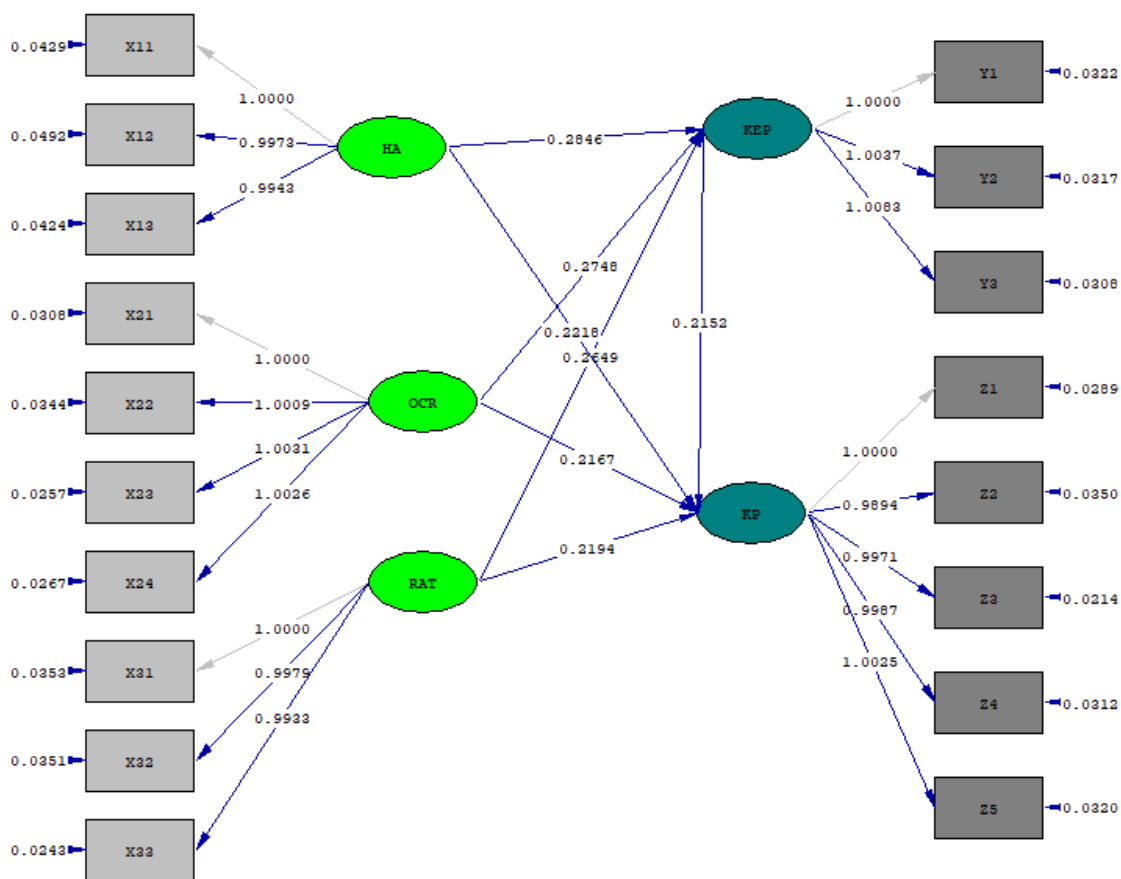 0.0429 X11
1.0000
0.0492 X12
0.9973
0.0424 X13
0.9943
HA
0.0308 X21
1.0000
0.0344 X22
1.0009
0.0257 X23
1.0031
0.0267 X24
1.0026
OCR
0.0353 X31
1.0000
0.0351 X32
0.9979
0.0243 X33
0.9933
RAT
0.2846
0.2748
0.2218
0.2649
0.2152
0.2167
0.2194
KEP
1.0000
Y1 0.0322
1.0037
Y2 0.0317
1.0083
Y3 0.0308
KP
1.0000
Z1 0.0289
0.9894
Z2 0.0350
0.9971
Z3 0.0214
0.9987
Z4 0.0312
1.0025
Z5 0.0320